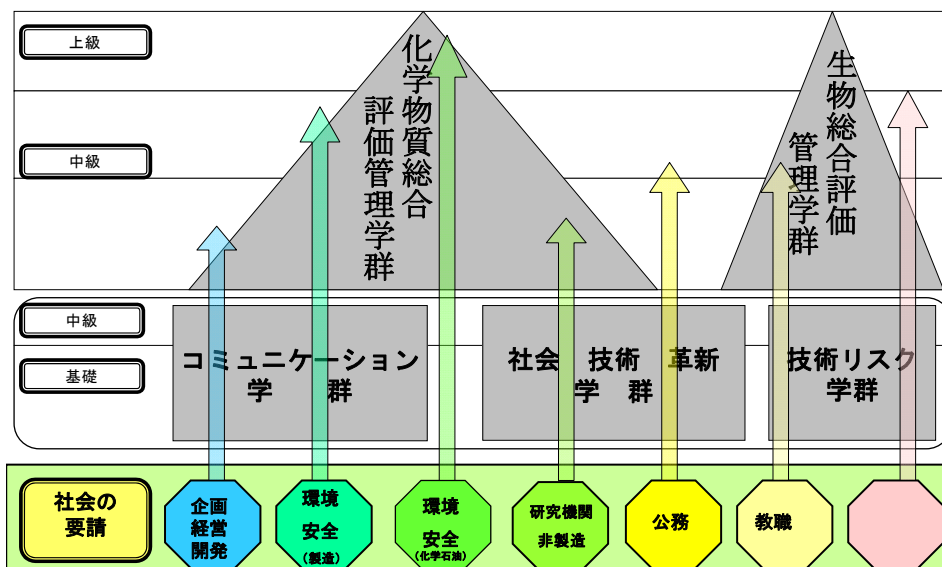 上級
中級
化学物質総合
評価管理学群
生物総合評価
管理学群
中級
基礎
コミュニケーション
学 群
社会 技術 革新
学 群
技術リスク
学群
社会の
要請
企画
経営
開発
環境
安全
(製造)
環境
安全
(化学石油)
研究機関
非製造
公務
教職